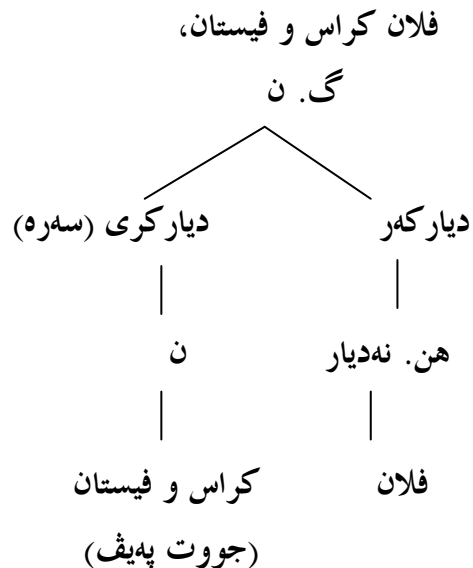 فلان کراس و فیستان،
گ. ن
دیارکەر دیارکری (سەرە)
هن. نەدیار ن
فلان کراس و فیستان
(جووت پەیڤ)